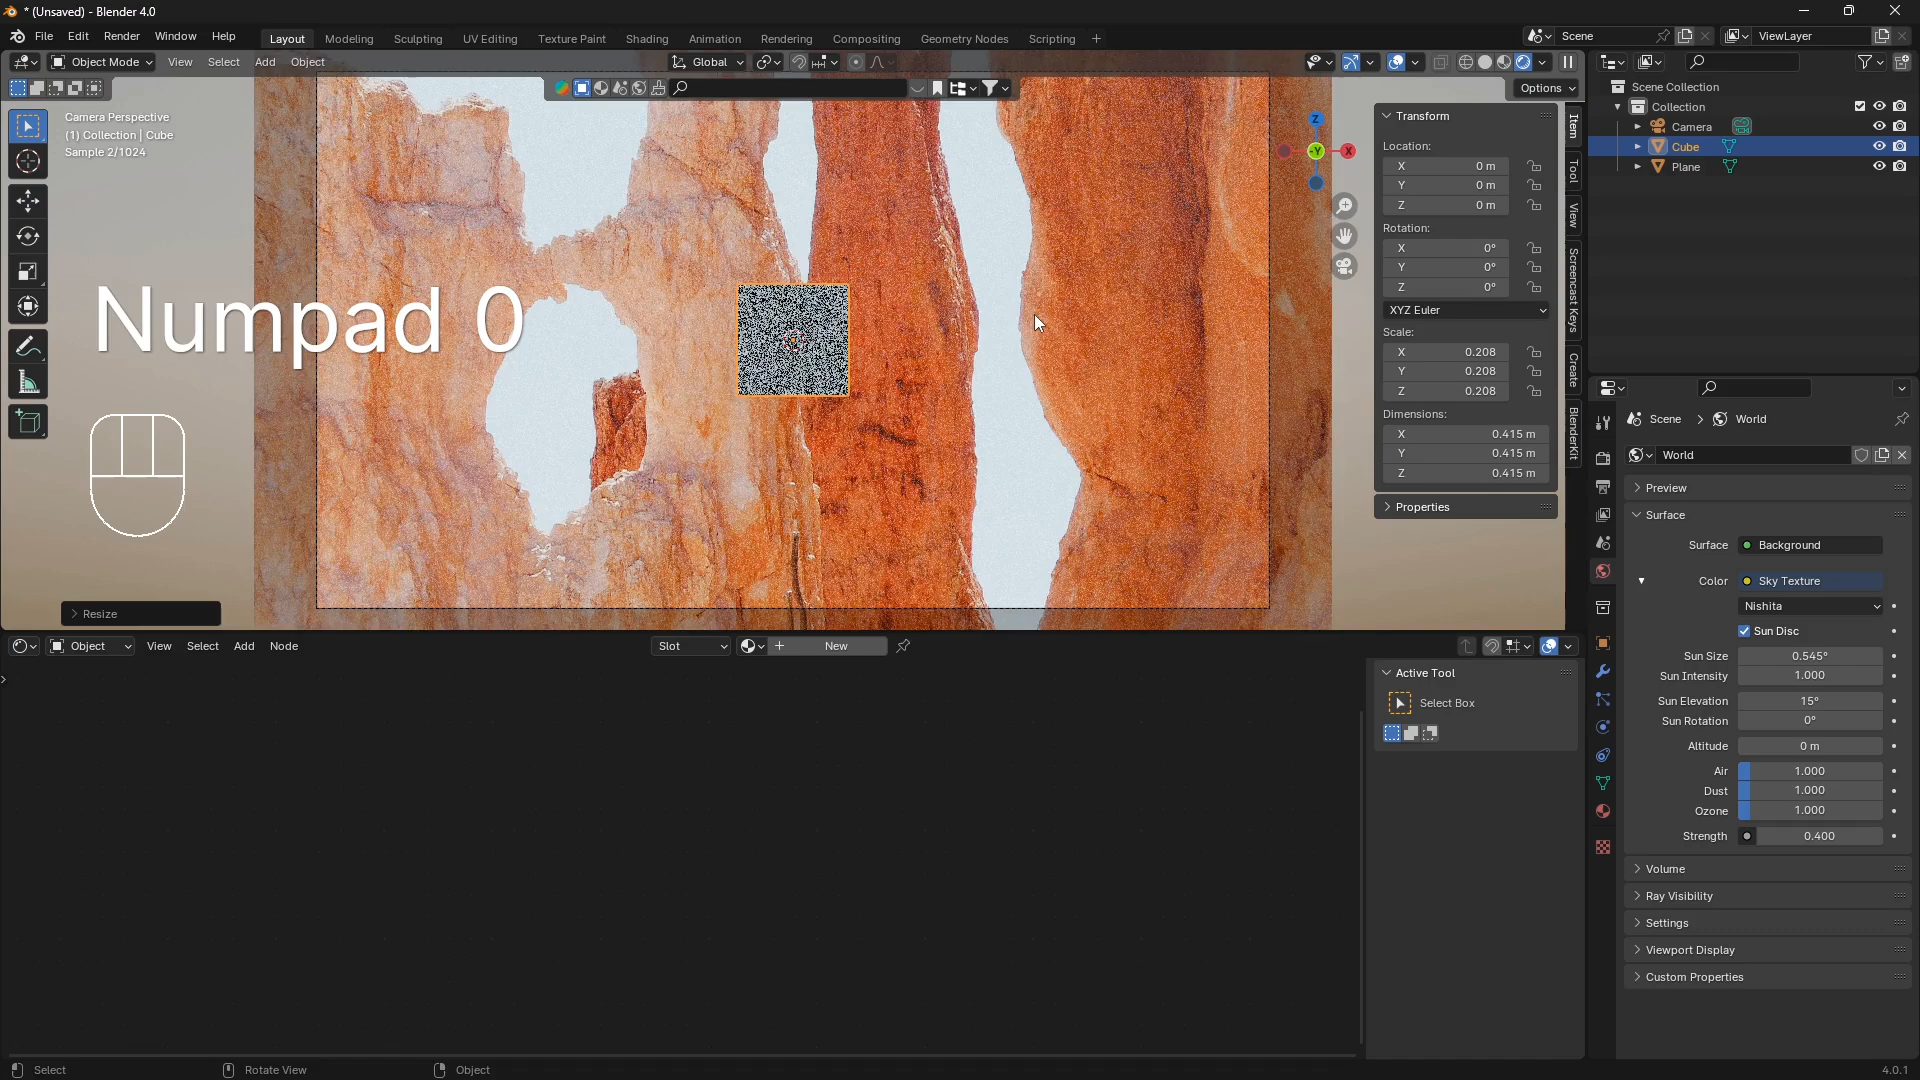 * (Unsaved) - Blender 4.0
File Edit Render Window Help
Layout Modeling Sculpting UV Editing Texture Paint Shading Animation Rendering Compositing Geometry Nodes Scripting +
Scene
ViewLayer
Object Mode View Select Add Object
Global
Options
Camera Perspective
(1) Collection | Cube
Sample 2/1024
Numpad 0
Resize
Z
-Y
X
Transform
Location:
X 0 m
Y 0 m
Z 0 m
Rotation:
X 0°
Y 0°
Z 0°
XYZ Euler
Scale:
X 0.208
Y 0.208
Z 0.208
Dimensions:
X 0.415 m
Y 0.415 m
Z 0.415 m
Properties
Item
Tool
View
Screencast Keys
Create
BlenderKit
Scene Collection
Collection
Camera
Cube
Plane
Scene > World
World
Preview
Surface
Surface Background
Color Sky Texture
Nishita
Sun Disc
Sun Size 0.545°
Sun Intensity 1.000
Sun Elevation 15°
Sun Rotation 0°
Altitude 0 m
Air 1.000
Dust 1.000
Ozone 1.000
Strength 0.400
Volume
Ray Visibility
Settings
Viewport Display
Custom Properties
Object View Select Add Node
Slot
+ New
Active Tool
Select Box
Select
Rotate View
Object
4.0.1